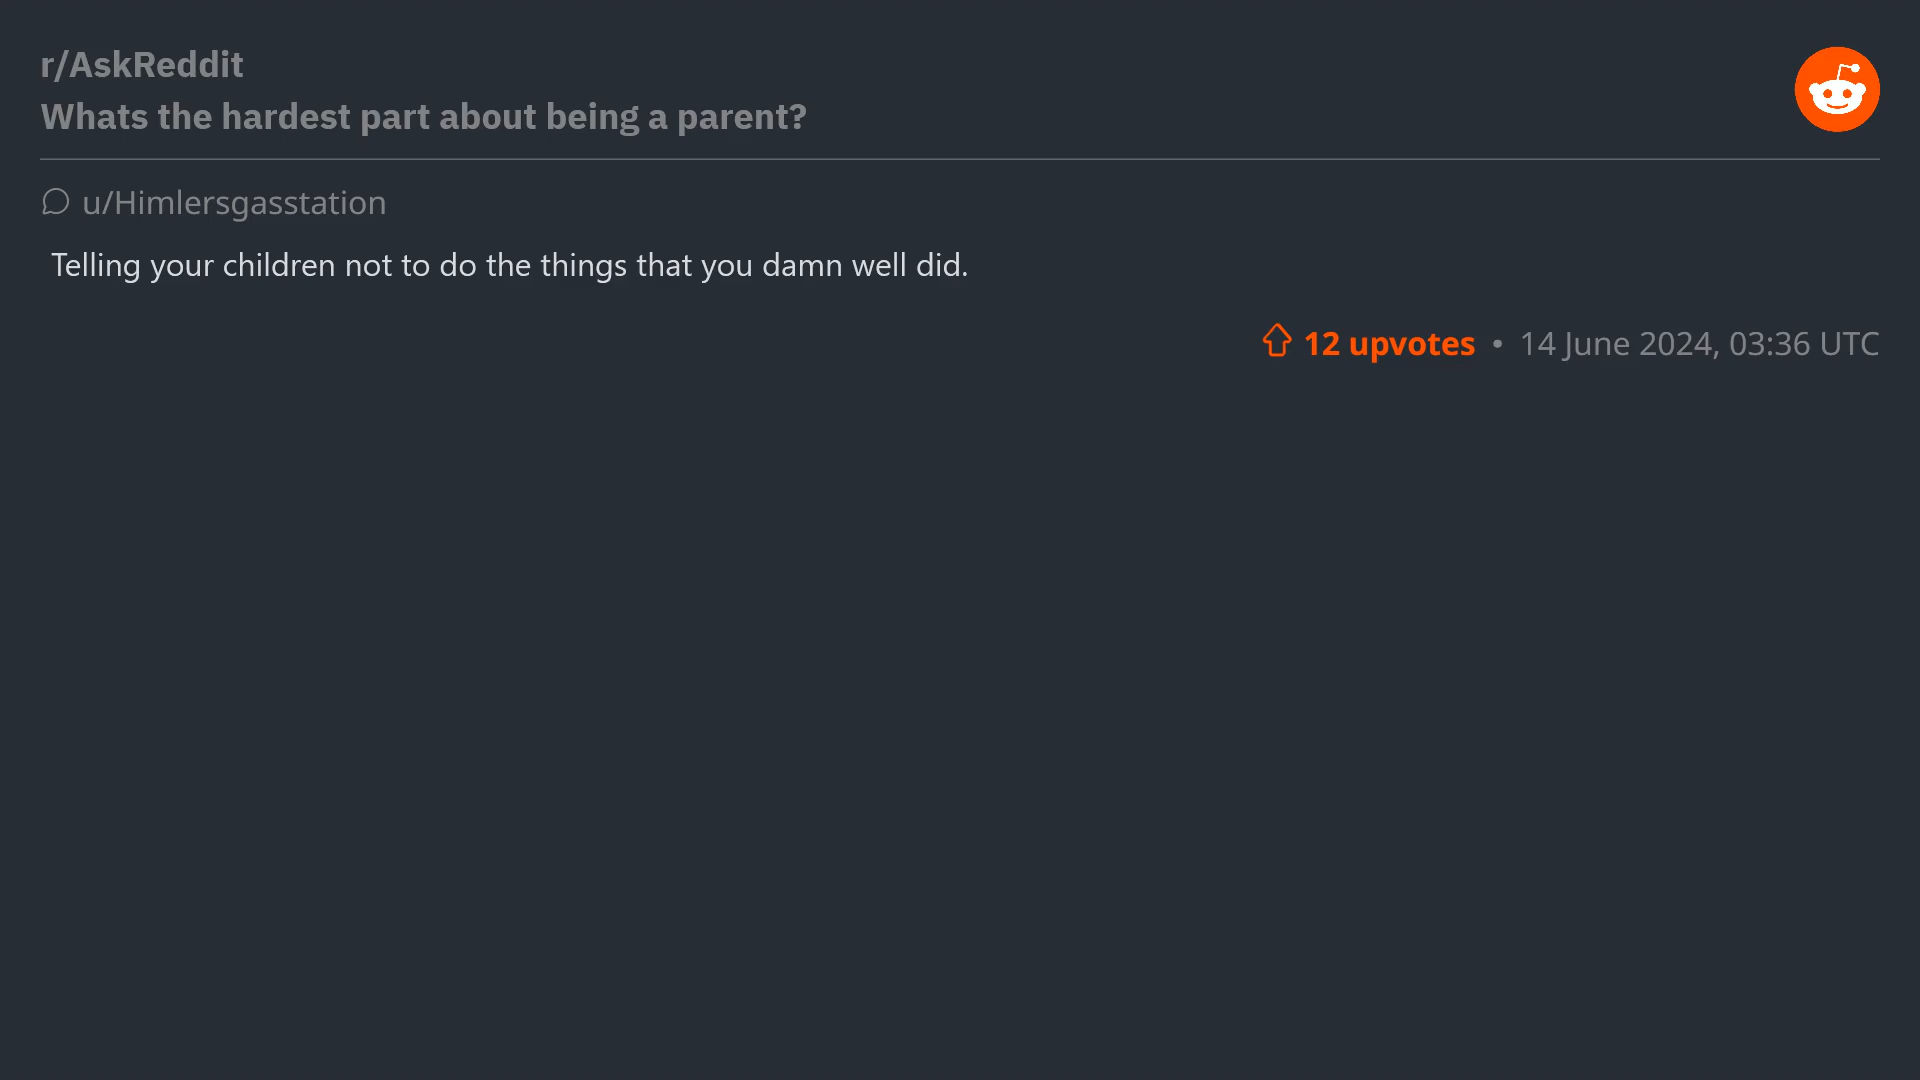 r/AskReddit
Whats the hardest part about being a parent?
u/Himlersgasstation
Telling your children not to do the things that you damn well did.
12 upvotes • 14 June 2024, 03:36 UTC